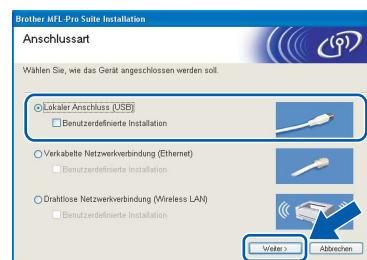 Brother MFL-Pro Suite Installation
Anschlussart
Wählen Sie, wie das Gerät angeschlossen werden soll.
Lokaler Anschluss (USB)
Benutzerdefinierte Installation
Verkabelte Netzwerkverbindung (Ethernet)
Benutzerdefinierte Installation
Drahtlose Netzwerkverbindung (Wireless LAN)
Benutzerdefinierte Installation
Weiter >
Abbrechen